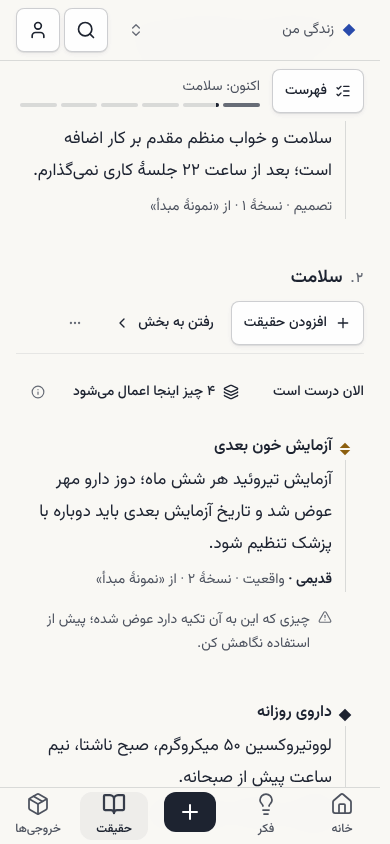 زندگی من
فهرست
اکنون: سلامت
سلامت و خواب منظم مقدم بر کار اضافه
است؛ بعد از ساعت ۲۲ جلسهٔ کاری نمی‌گذارم.
تصمیم · نسخهٔ ۱ · از «نمونهٔ مبدأ»
۲. سلامت
افزودن حقیقت
رفتن به بخش
الان درست است
۴ چیز اینجا اعمال می‌شود
آزمایش خون بعدی
آزمایش تیروئید هر شش ماه؛ دوز دارو مهر
عوض شد و تاریخ آزمایش بعدی باید دوباره با
پزشک تنظیم شود.
قدیمی · واقعیت · نسخهٔ ۲ · از «نمونهٔ مبدأ»
چیزی که این به آن تکیه دارد عوض شده؛ پیش از
استفاده نگاهش کن.
داروی روزانه
لووتیروکسین ۵۰ میکروگرم، صبح ناشتا، نیم
ساعت پیش از صبحانه.
خانه
فکر
حقیقت
خروجی‌ها